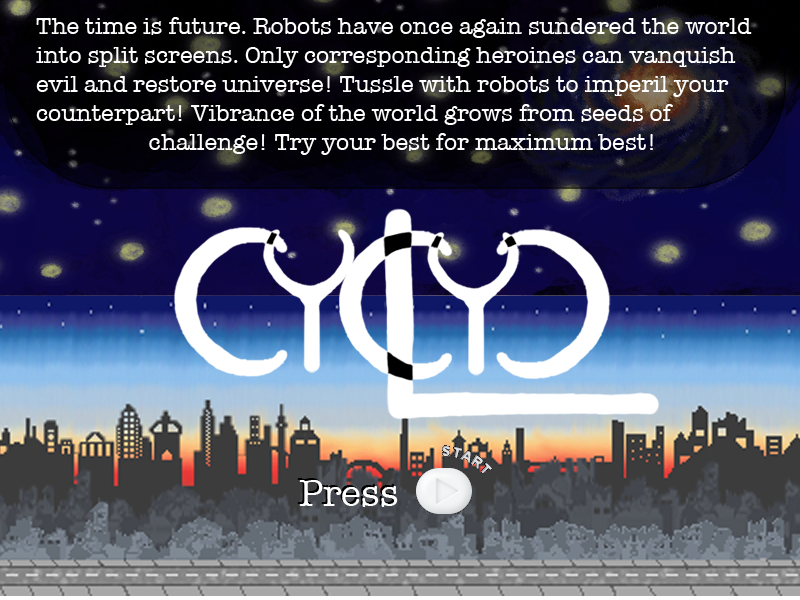 The time is future. Robots have once again sundered the world
into split screens. Only corresponding heroines can vanquish
evil and restore universe! Tussle with robots to imperil your
counterpart! Vibrance of the world grows from seeds of
challenge! Try your best for maximum best!
START
Press